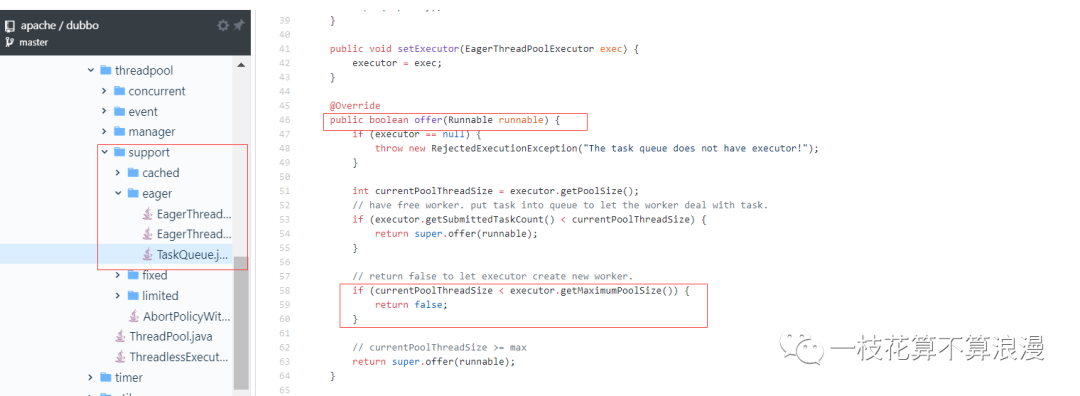 apache / dubbo
master
threadpool
concurrent
event
manager
support
cached
eager
EagerThread...
EagerThread...
TaskQueue.j...
fixed
limited
AbortPolicyWit...
ThreadPool.java
ThreadlessExecut...
timer
39 }
40
41 public void setExecutor(EagerThreadPoolExecutor exec) {
42 executor = exec;
43 }
44
45 @Override
46 public boolean offer(Runnable runnable) {
47 if (executor == null) {
48 throw new RejectedExecutionException("The task queue does not have executor!");
49 }
50
51 int currentPoolThreadSize = executor.getPoolSize();
52 // have free worker. put task into queue to let the worker deal with task.
53 if (executor.getSubmittedTaskCount() < currentPoolThreadSize) {
54 return super.offer(runnable);
55 }
56
57 // return false to let executor create new worker.
58 if (currentPoolThreadSize < executor.getMaximumPoolSize()) {
59 return false;
60 }
61
62 // currentPoolThreadSize >= max
63 return super.offer(runnable);
64 }
65
一枝花算不算浪漫